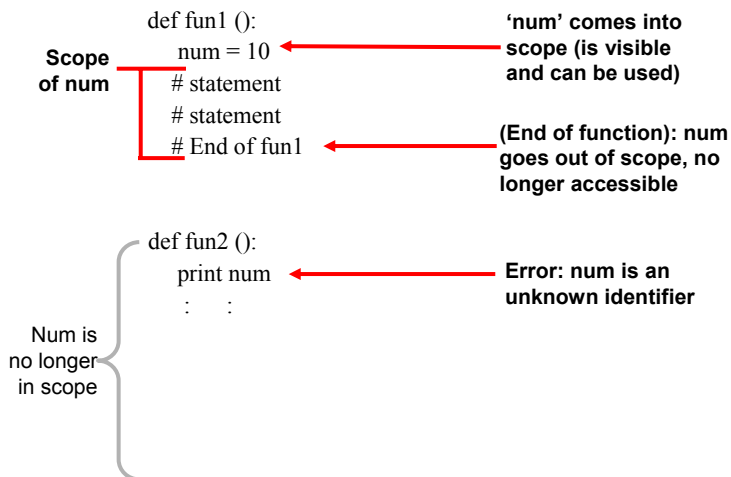 def fun1 ():
num = 10
# statement
# statement
# End of fun1
Scope
of num
‘num’ comes into
scope (is visible
and can be used)
(End of function): num
goes out of scope, no
longer accessible
def fun2 ():
print num
: :
Error: num is an
unknown identifier
Num is
no longer
in scope